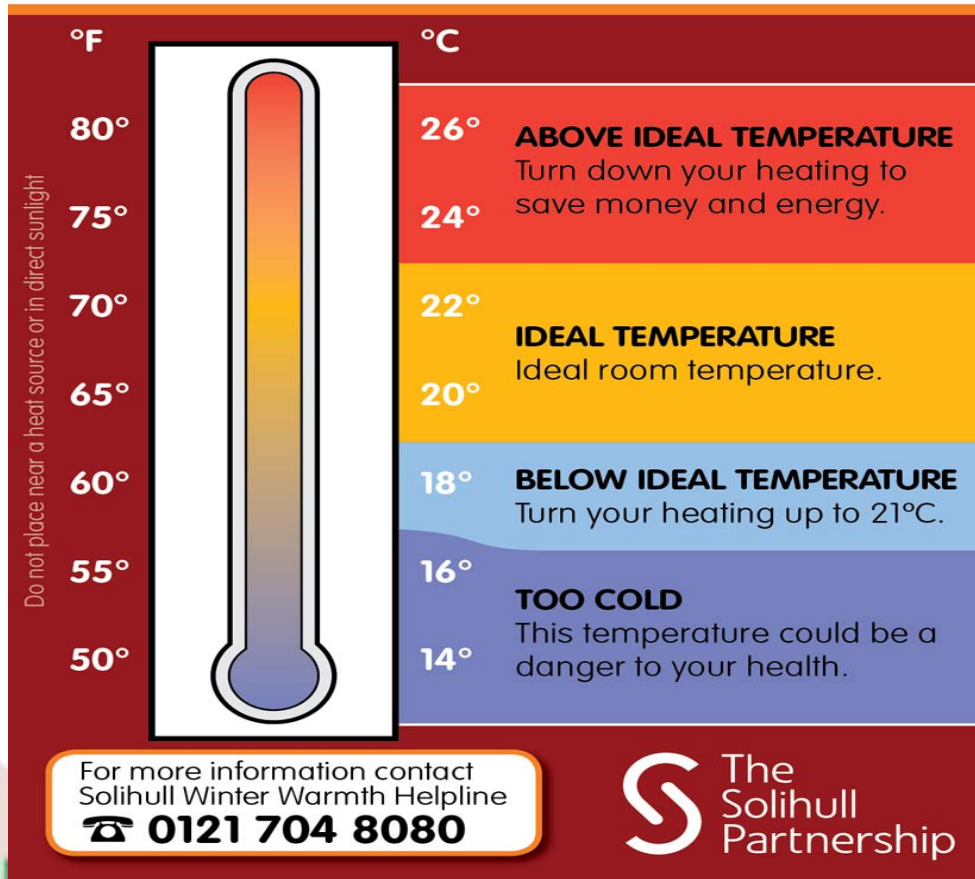 °F
°C
80°
26°
ABOVE IDEAL TEMPERATURE
Turn down your heating to
save money and energy.
75°
24°
70°
22°
IDEAL TEMPERATURE
Ideal room temperature.
65°
20°
60°
18°
BELOW IDEAL TEMPERATURE
Turn your heating up to 21°C.
55°
16°
TOO COLD
This temperature could be a
danger to your health.
50°
14°
Do not place near a heat source or in direct sunlight
For more information contact
Solihull Winter Warmth Helpline
0121 704 8080
The
Solihull
Partnership